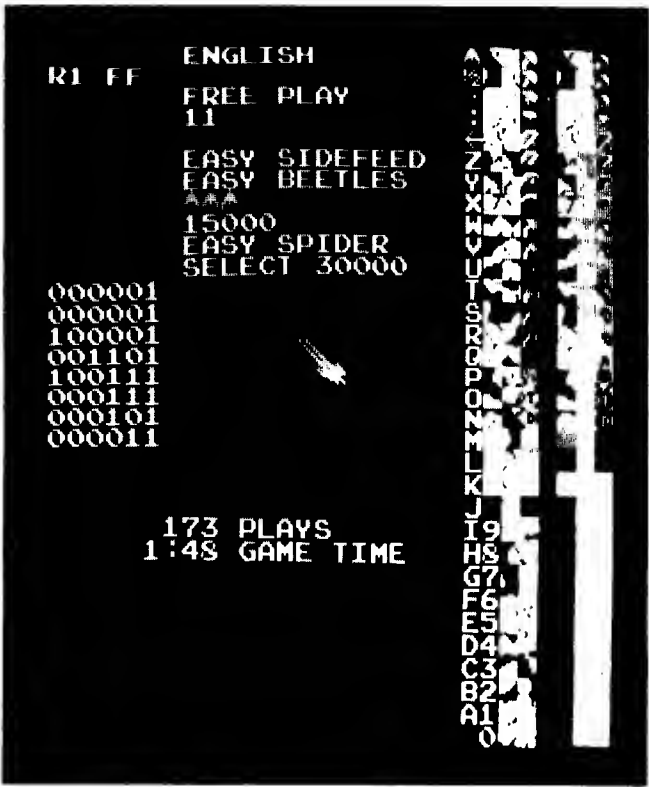 ENGLISH
R1 FF
FREE PLAY
11
EASY SIDEFEED
EASY BEETLES
15000
EASY SPIDER
SELECT 30000
000001
000001
100001
001101
100111
000111
000101
000011
173 PLAYS
1:48 GAME TIME
A
Z
Y
X
W
V
U
T
S
R
Q
P
O
N
M
L
K
J
I9
H8
G7
F6
E5
D4
C3
B2
A1
0